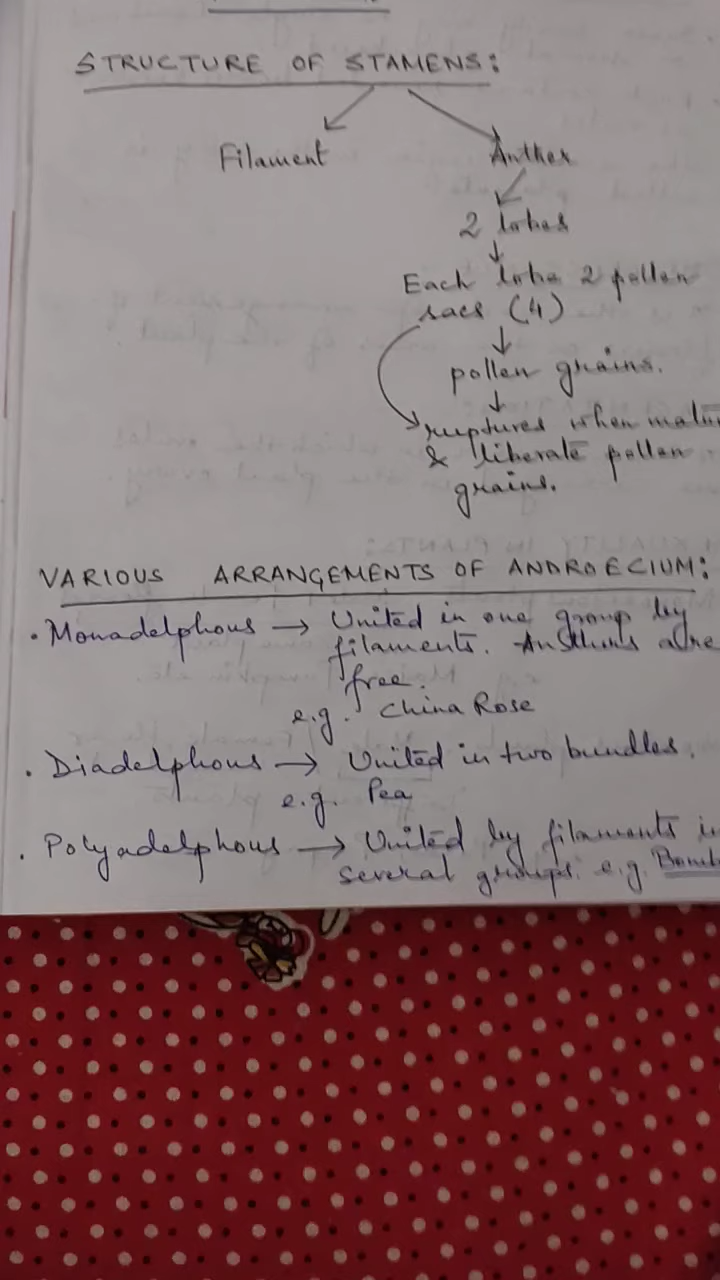 STRUCTURE OF STAMENS:
Filament Anther
2 lobes
Each lobe 2 pollen
sacs (4)
pollen grains.
ruptures when matu
& liberate pollen
grains.
VARIOUS ARRANGEMENTS OF ANDROECIUM:
• Monadelphous → United in one group by
filaments. Anthers are
free.
e.g. China Rose
• Diadelphous → United in two bundles.
e.g. Pea
• Polyadelphous → United by filaments in
several groups. e.g. Bomb